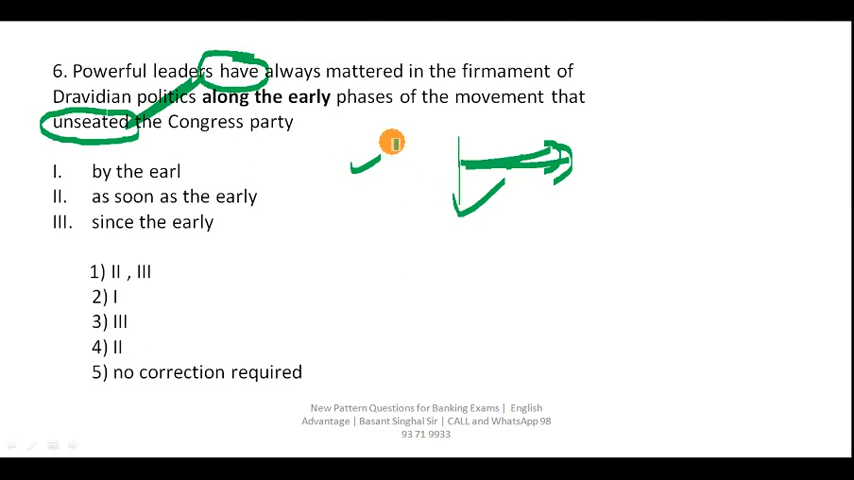 6. Powerful leaders have always mattered in the firmament of
Dravidian politics along the early phases of the movement that
unseated the Congress party
I. by the earl
II. as soon as the early
III. since the early
1) II , III
2) I
3) III
4) II
5) no correction required
New Pattern Questions for Banking Exams | English
Advantage | Basant Singhal Sir | CALL and WhatsApp 98
93 71 9933